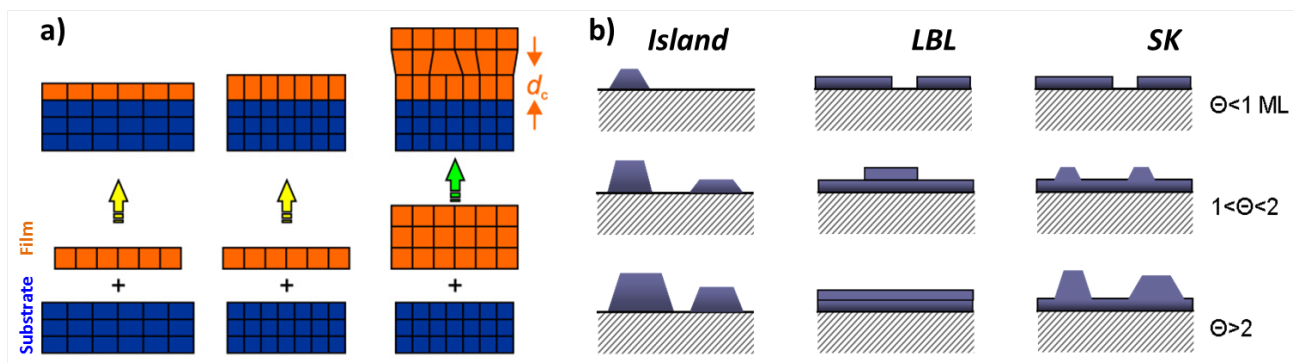 a)
d_c
Film
+
+
+
Substrate
b)
Island
LBL
SK
Θ<1 ML
1<Θ<2
Θ>2